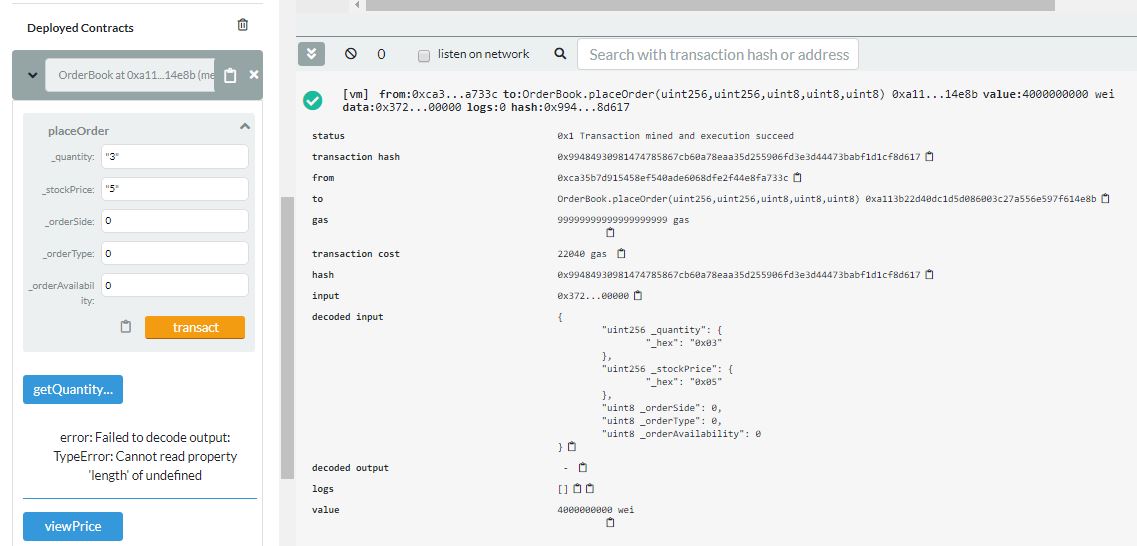 Deployed Contracts
OrderBook at 0xa11...14e8b (me
placeOrder
_quantity: "3"
_stockPrice: "5"
_orderSide: 0
_orderType: 0
_orderAvailabil
ity: 0
transact
getQuantity...
error: Failed to decode output:
TypeError: Cannot read property
'length' of undefined
viewPrice
0
listen on network
Search with transaction hash or address
[vm] from:0xca3...a733c to:OrderBook.placeOrder(uint256,uint256,uint8,uint8,uint8) 0xa11...14e8b value:4000000000 wei
data:0x372...00000 logs:0 hash:0x994...8d617
status 0x1 Transaction mined and execution succeed
transaction hash 0x99484930981474785867cb60a78eaa35d255906fd3e3d44473babf1d1cf8d617
from 0xca35b7d915458ef540ade6068dfe2f44e8fa733c
to OrderBook.placeOrder(uint256,uint256,uint8,uint8,uint8) 0xa113b22d40dc1d5d086003c27a556e597f614e8b
gas 99999999999999999999 gas
transaction cost 22040 gas
hash 0x99484930981474785867cb60a78eaa35d255906fd3e3d44473babf1d1cf8d617
input 0x372...00000
decoded input {
"uint256 _quantity": {
"_hex": "0x03"
},
"uint256 _stockPrice": {
"_hex": "0x05"
},
"uint8 _orderSide": 0,
"uint8 _orderType": 0,
"uint8 _orderAvailability": 0
}
decoded output -
logs []
value 4000000000 wei